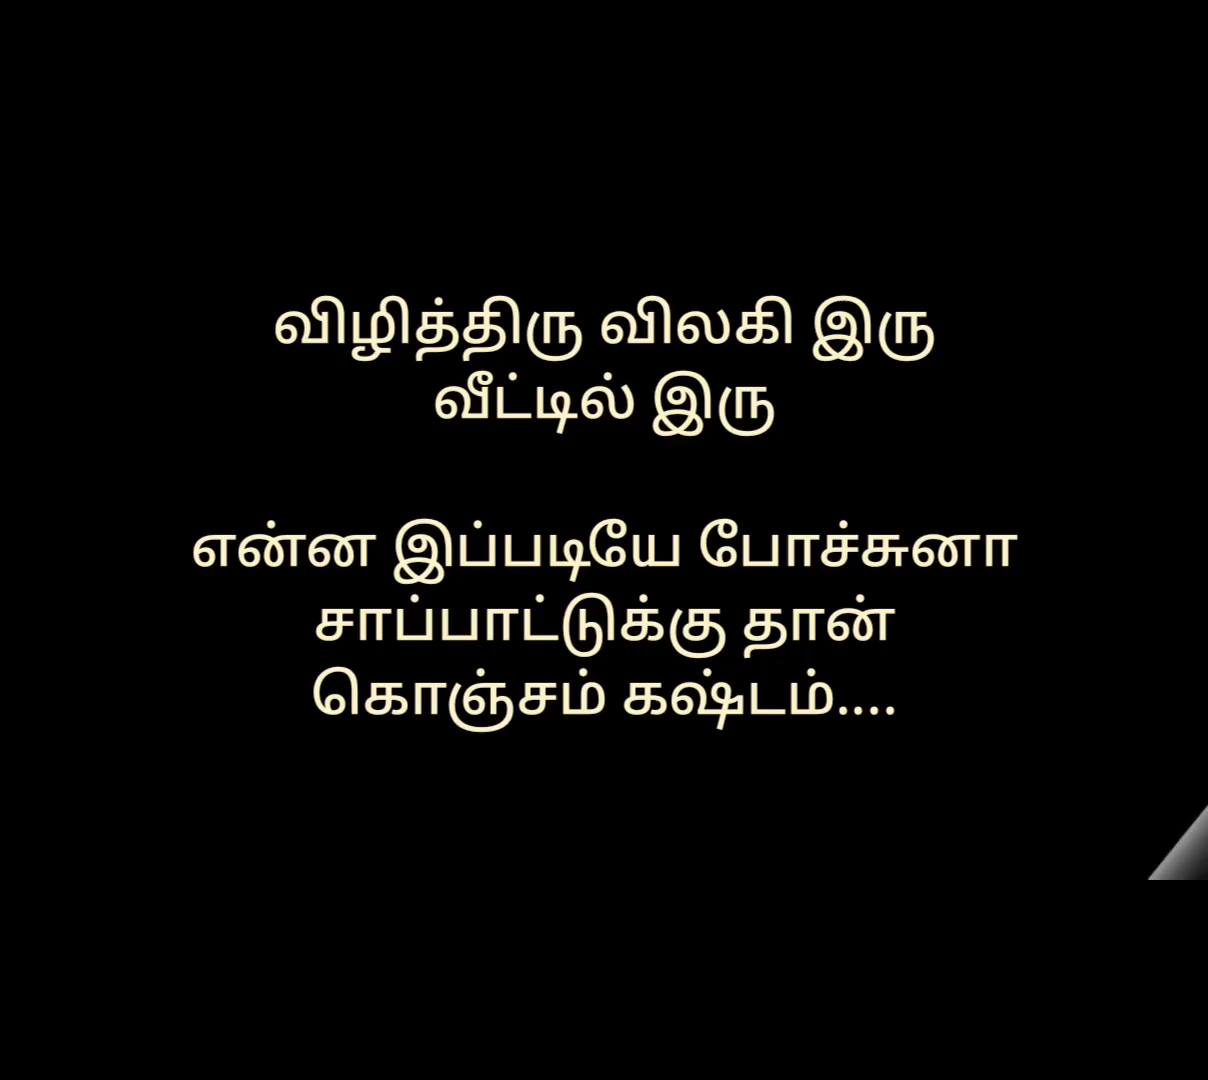 விழித்திரு விலகி இரு
வீட்டில் இரு
என்ன இப்படியே போச்சுனா
சாப்பாட்டுக்கு தான்
கொஞ்சம் கஷ்டம்....